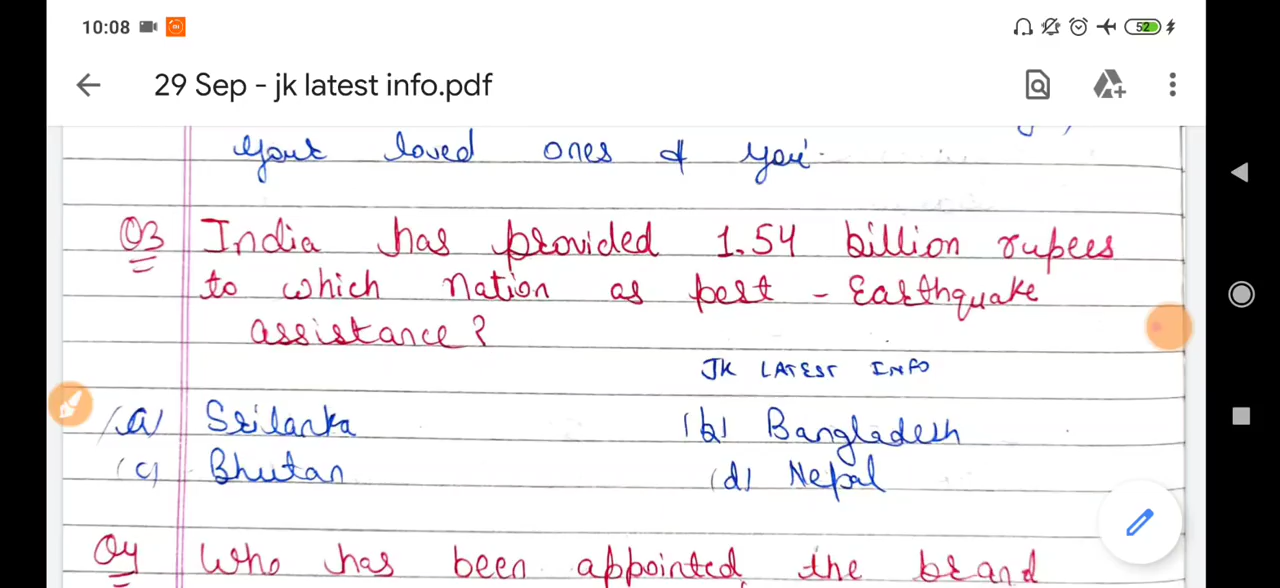 10:08
52
29 Sep - jk latest info.pdf
your loved ones & you.
Q3 India has provided 1.54 billion rupees
to which nation as post - Earthquake
assistance?
JK LATEST INFO
(a) Srilanka (b) Bangladesh
(c) Bhutan (d) Nepal
Q4 Who has been appointed the brand